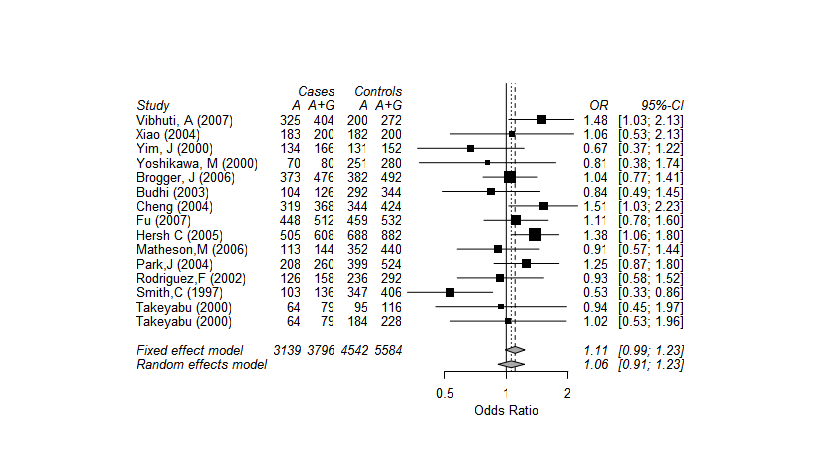 Cases Controls
Study A A+G A A+G OR 95%-CI
Vibhuti, A (2007) 325 404 200 272 1.48 [1.03; 2.13]
Xiao (2004) 183 200 182 200 1.06 [0.53; 2.13]
Yim, J (2000) 134 166 131 152 0.67 [0.37; 1.22]
Yoshikawa, M (2000) 70 80 251 280 0.81 [0.38; 1.74]
Brogger, J (2006) 373 476 382 492 1.04 [0.77; 1.41]
Budhi (2003) 104 126 292 344 0.84 [0.49; 1.45]
Cheng (2004) 319 368 344 424 1.51 [1.03; 2.23]
Fu (2007) 448 512 459 532 1.11 [0.78; 1.60]
Hersh C (2005) 505 608 688 882 1.38 [1.06; 1.80]
Matheson,M (2006) 113 144 352 440 0.91 [0.57; 1.44]
Park,J (2004) 208 260 399 524 1.25 [0.87; 1.80]
Rodriguez,F (2002) 126 158 236 292 0.93 [0.58; 1.52]
Smith,C (1997) 103 136 347 406 0.53 [0.33; 0.86]
Takeyabu (2000) 64 79 95 116 0.94 [0.45; 1.97]
Takeyabu (2000) 64 79 184 228 1.02 [0.53; 1.96]
Fixed effect model 3139 3796 4542 5584 1.11 [0.99; 1.23]
Random effects model 1.06 [0.91; 1.23]
0.5 1 2
Odds Ratio